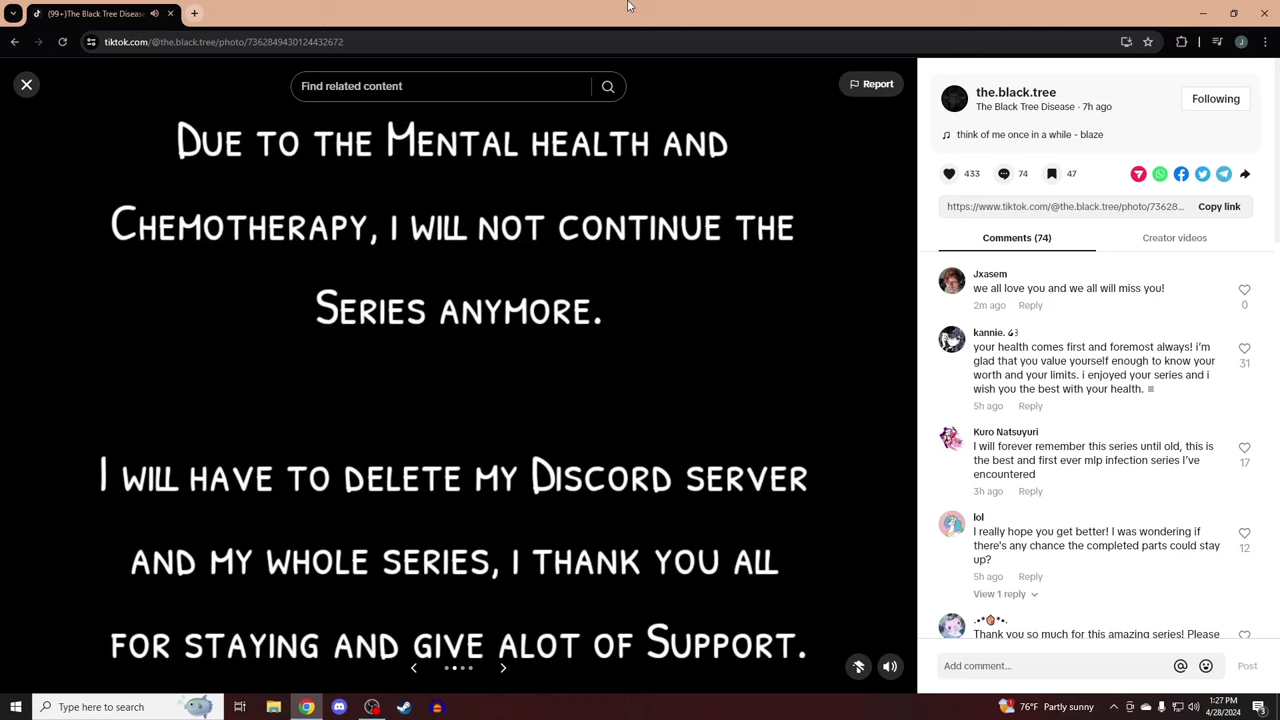 (99+)The Black Tree Disease
tiktok.com/@the.black.tree/photo/7362849430124432672
J
Find related content
Report
DUE TO THE MENTAL HEALTH AND
CHEMOTHERAPY, I WILL NOT CONTINUE THE
SERIES ANYMORE.
I WILL HAVE TO DELETE MY DISCORD SERVER
AND MY WHOLE SERIES, I THANK YOU ALL
FOR STAYING AND GIVE ALOT OF SUPPORT.
the.black.tree
The Black Tree Disease · 7h ago
Following
think of me once in a while - blaze
433
74
47
https://www.tiktok.com/@the.black.tree/photo/73628...
Copy link
Comments (74)
Creator videos
Jxasem
we all love you and we all will miss you!
2m ago Reply
0
kannie. ໒꒱
your health comes first and foremost always! i'm
glad that you value yourself enough to know your
worth and your limits. i enjoyed your series and i
wish you the best with your health. ≡
31
5h ago Reply
Kuro Natsuyuri
I will forever remember this series until old, this is
the best and first ever mlp infection series I've
encountered
17
3h ago Reply
lol
I really hope you get better! I was wondering if
there's any chance the completed parts could stay
up?
12
5h ago Reply
View 1 reply
Thank you so much for this amazing series! Please
Add comment...
Post
Type here to search
76°F Partly sunny
1:27 PM
4/28/2024
3